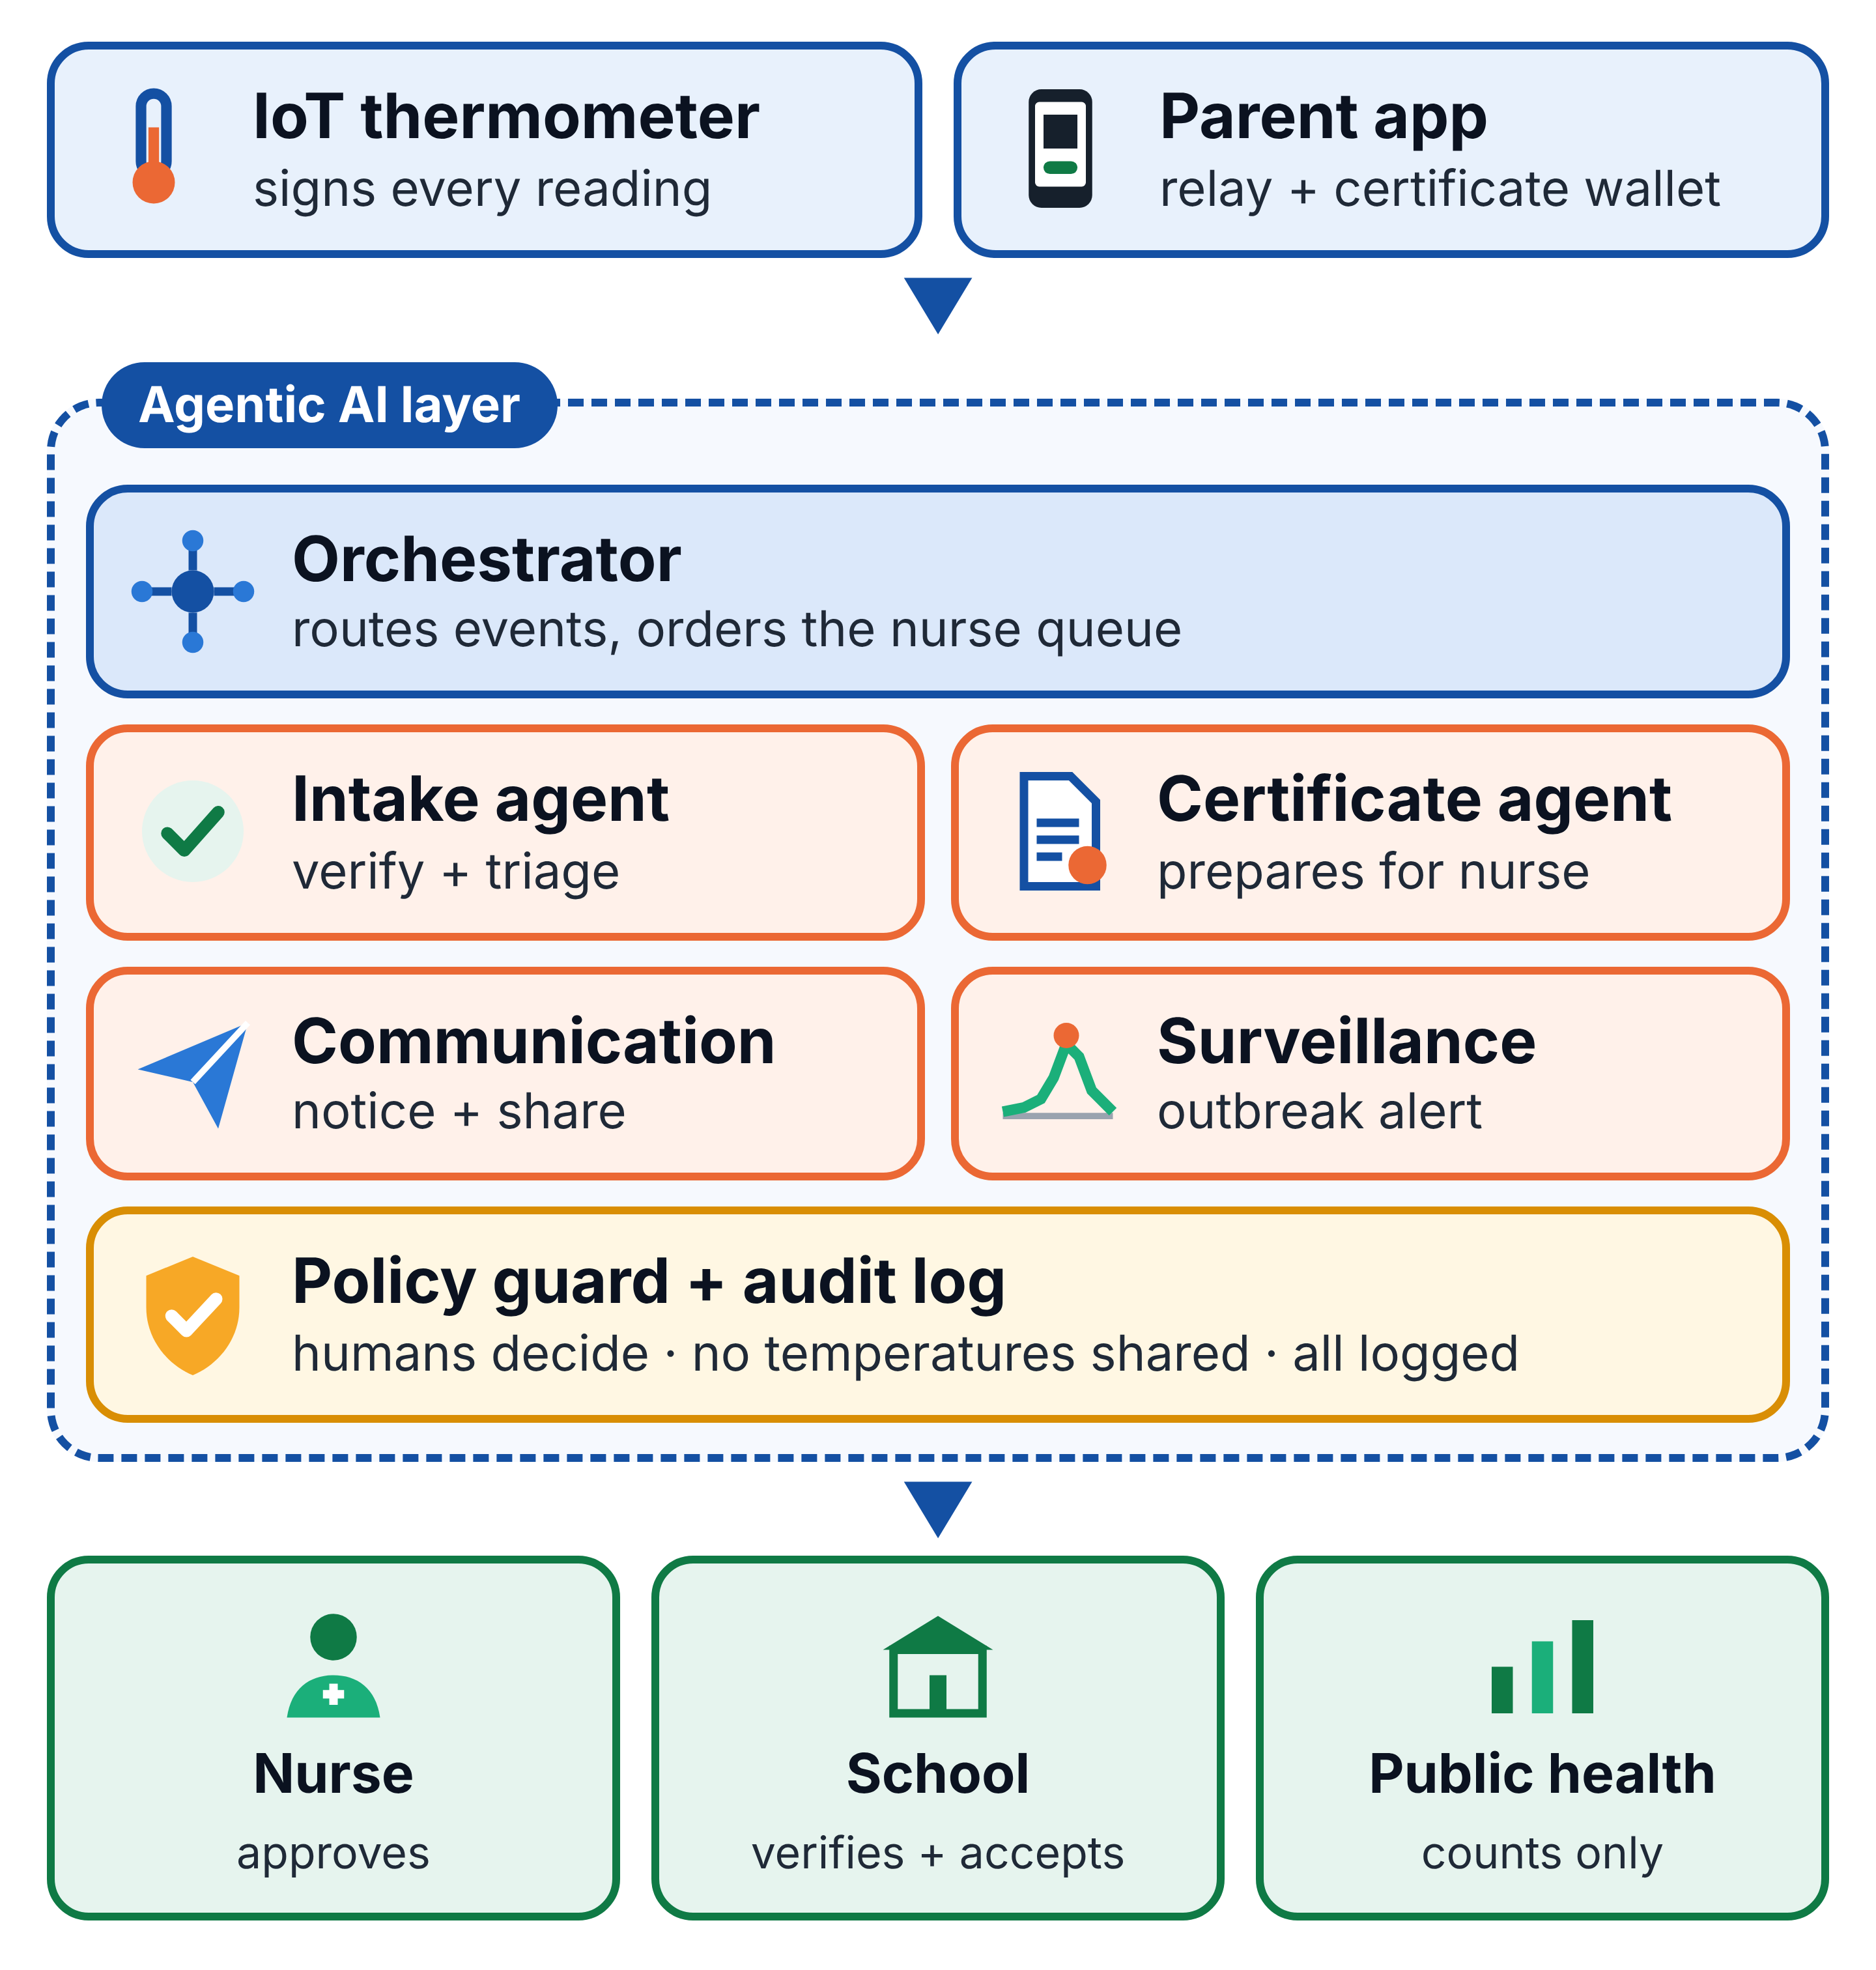 IoT thermometer
signs every reading
Parent app
relay + certificate wallet
Agentic AI layer
Orchestrator
routes events, orders the nurse queue
Intake agent
verify + triage
Certificate agent
prepares for nurse
Communication
notice + share
Surveillance
outbreak alert
Policy guard + audit log
humans decide · no temperatures shared · all logged
Nurse
approves
School
verifies + accepts
Public health
counts only